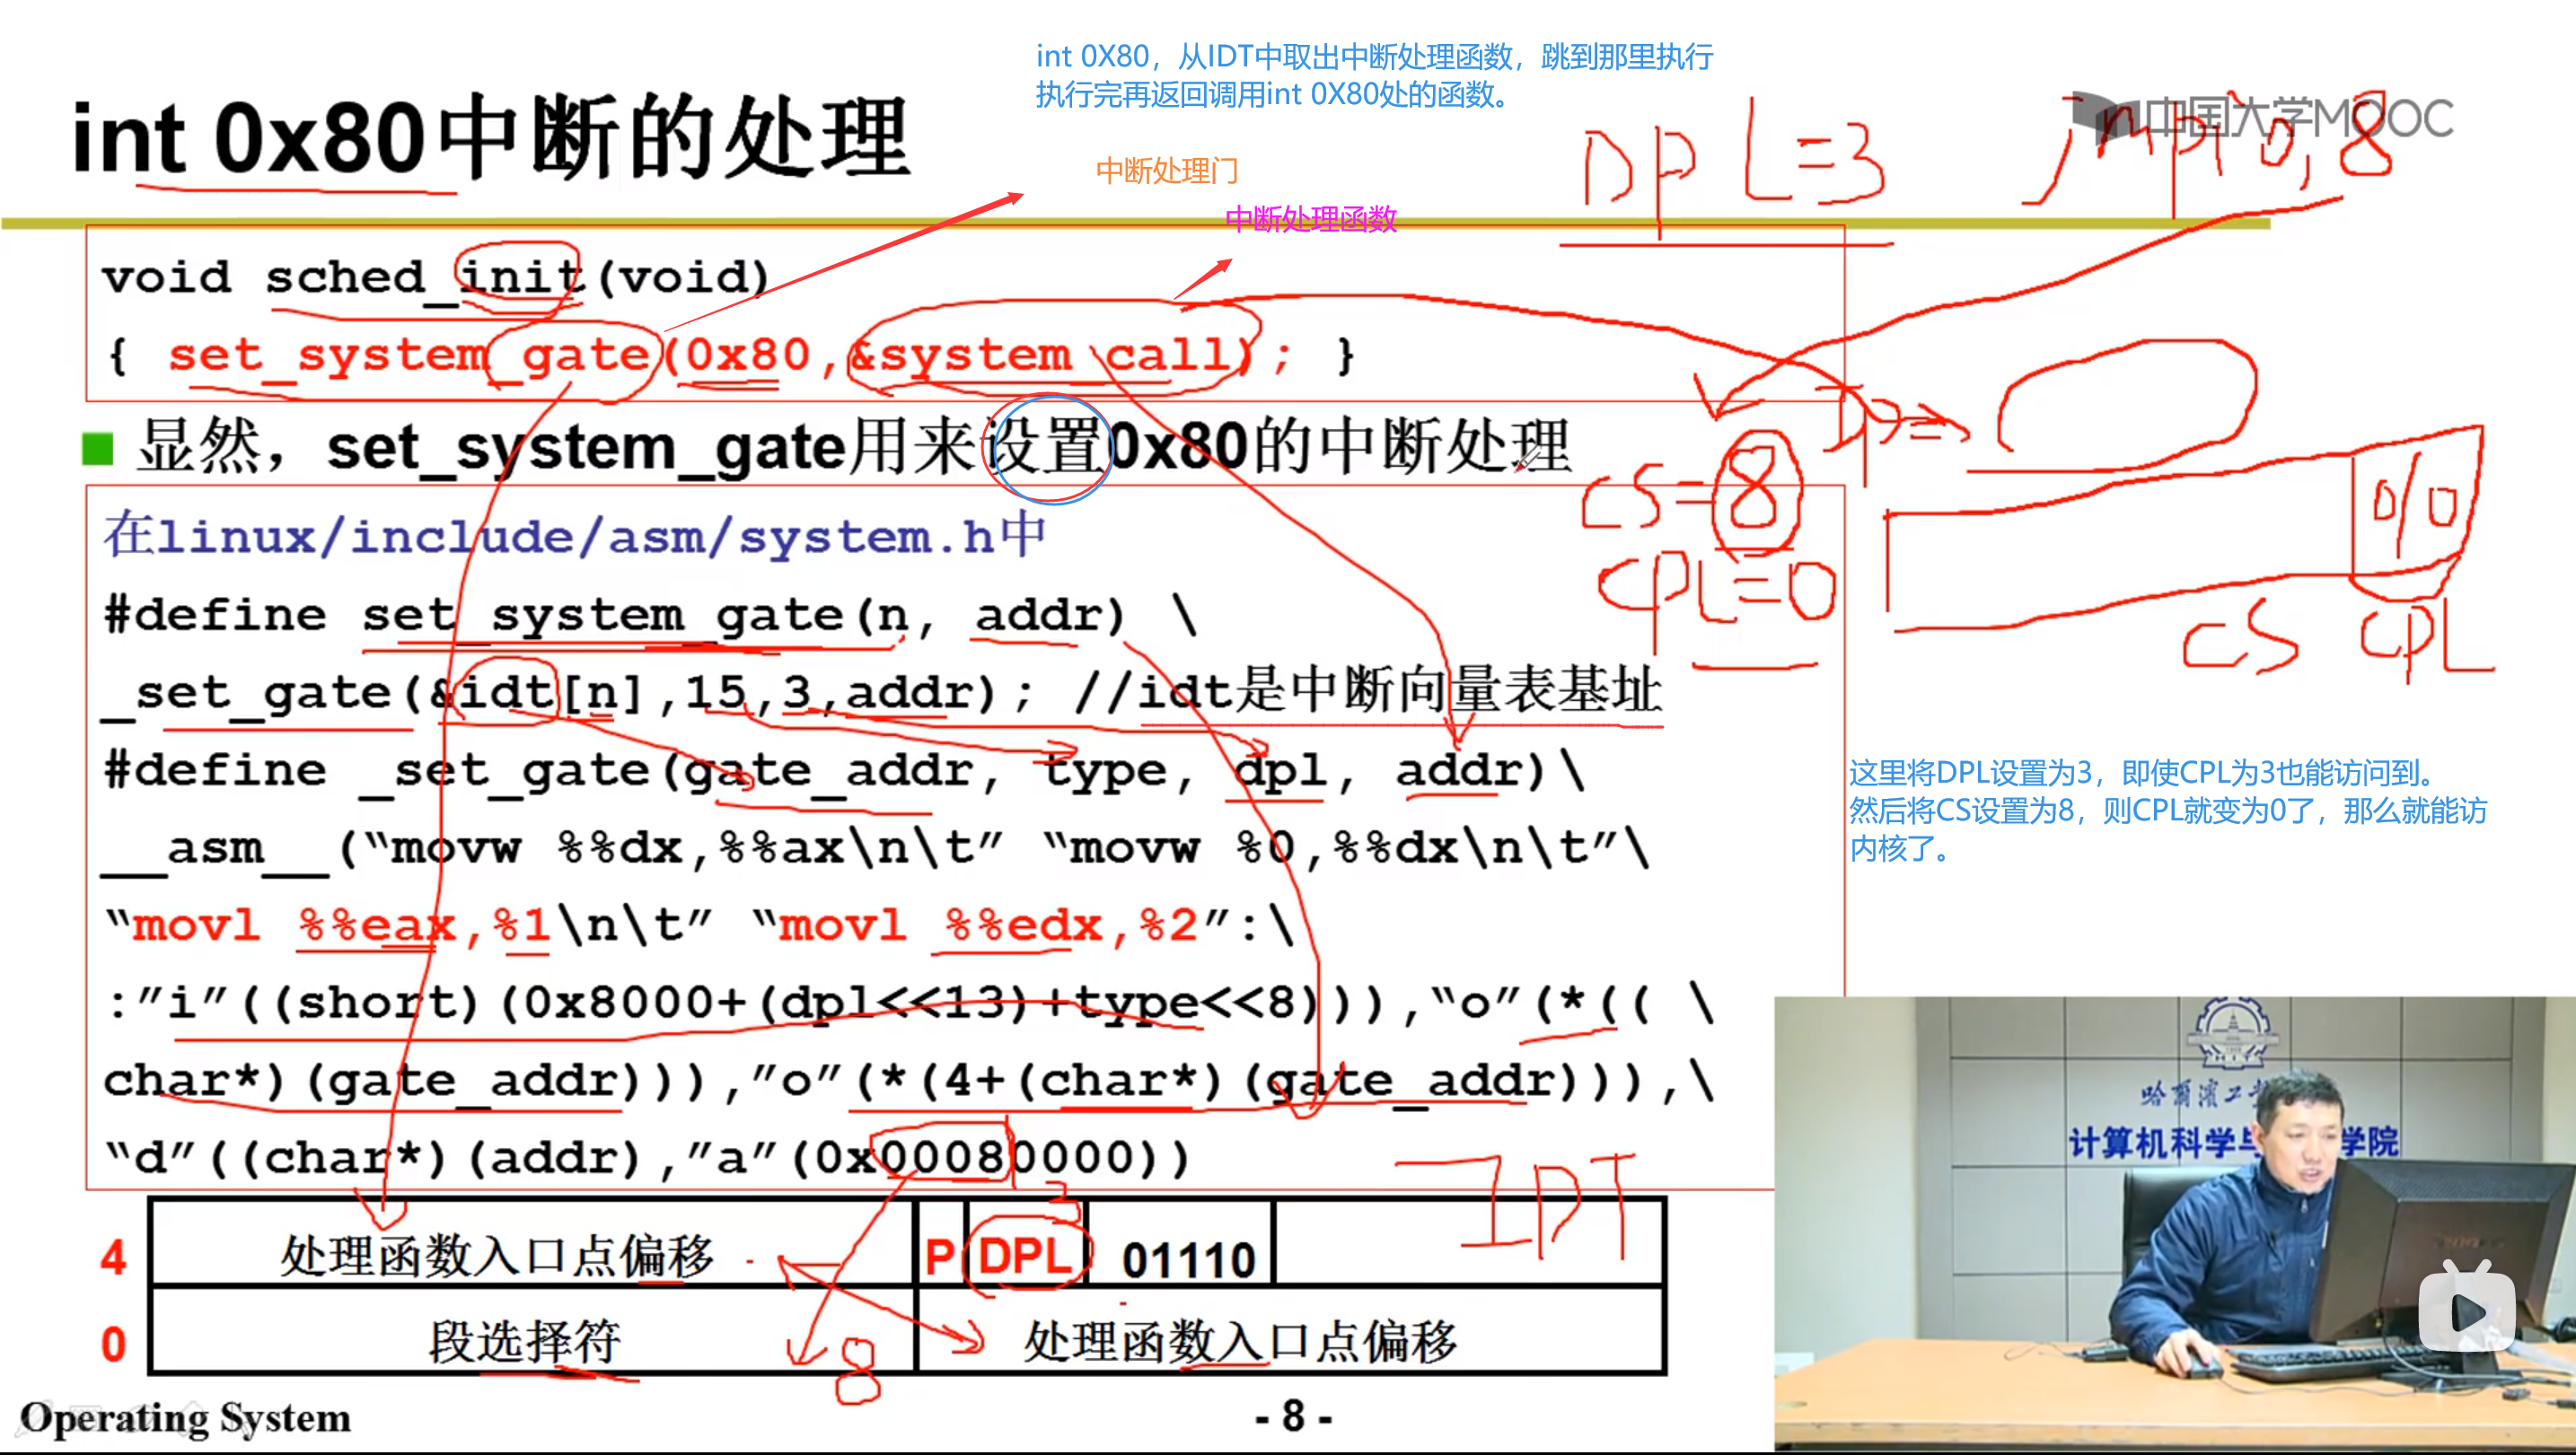 int 0X80，从IDT中取出中断处理函数，跳到那里执行
执行完再返回调用int 0X80处的函数。
int 0x80中断的处理
中断处理门
中断处理函数
DPL=3
jmpi 0,8
中国大学MOOC
void sched_init(void)
{ set_system_gate(0x80,&system_call); }
显然，set_system_gate用来设置0x80的中断处理
IP=
CS=8
CPL=0
0/0
CS CPL
在linux/include/asm/system.h中
#define set_system_gate(n, addr) \
_set_gate(&idt[n],15,3,addr); //idt是中断向量表基址
#define _set_gate(gate_addr, type, dpl, addr)\
__asm__(“movw %%dx,%%ax\n\t” “movw %0,%%dx\n\t”\
“movl %%eax,%1\n\t” “movl %%edx,%2”:\
:”i”((short)(0x8000+(dpl<<13)+type<<8))),“o”(*(( \
char*)(gate_addr))),”o”(*(4+(char*)(gate_addr))),\
“d”((char*)(addr),”a”(0x00080000))
这里将DPL设置为3，即使CPL为3也能访问到。
然后将CS设置为8，则CPL就变为0了，那么就能访
内核了。
IDT
3
4 处理函数入口点偏移 P DPL 01110
0 段选择符 处理函数入口点偏移
8
哈爾濱工
计算机科学与 学院
Operating System
- 8 -